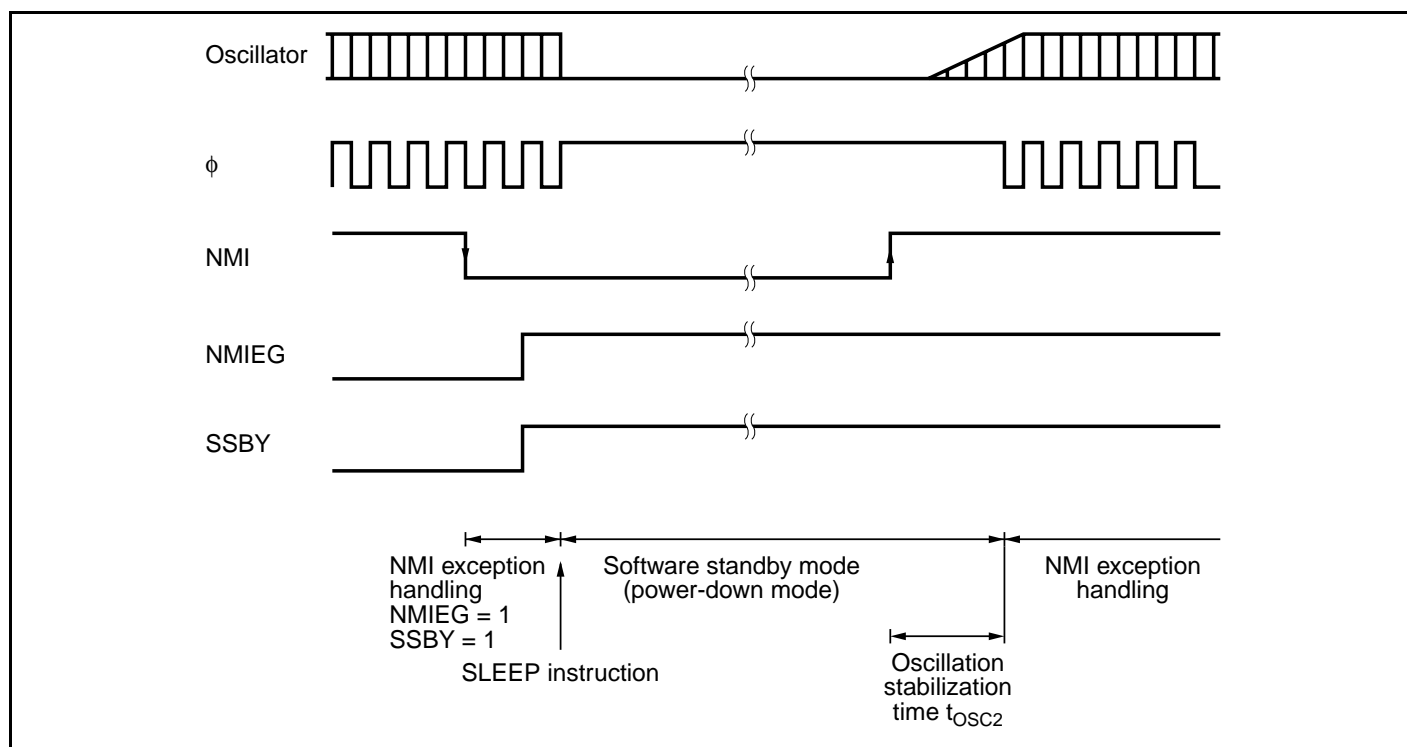 Oscillator
ϕ
NMI
NMIEG
SSBY
NMI exception
handling
NMIEG = 1
SSBY = 1
Software standby mode
(power-down mode)
NMI exception
handling
SLEEP instruction
Oscillation
stabilization
time tOSC2